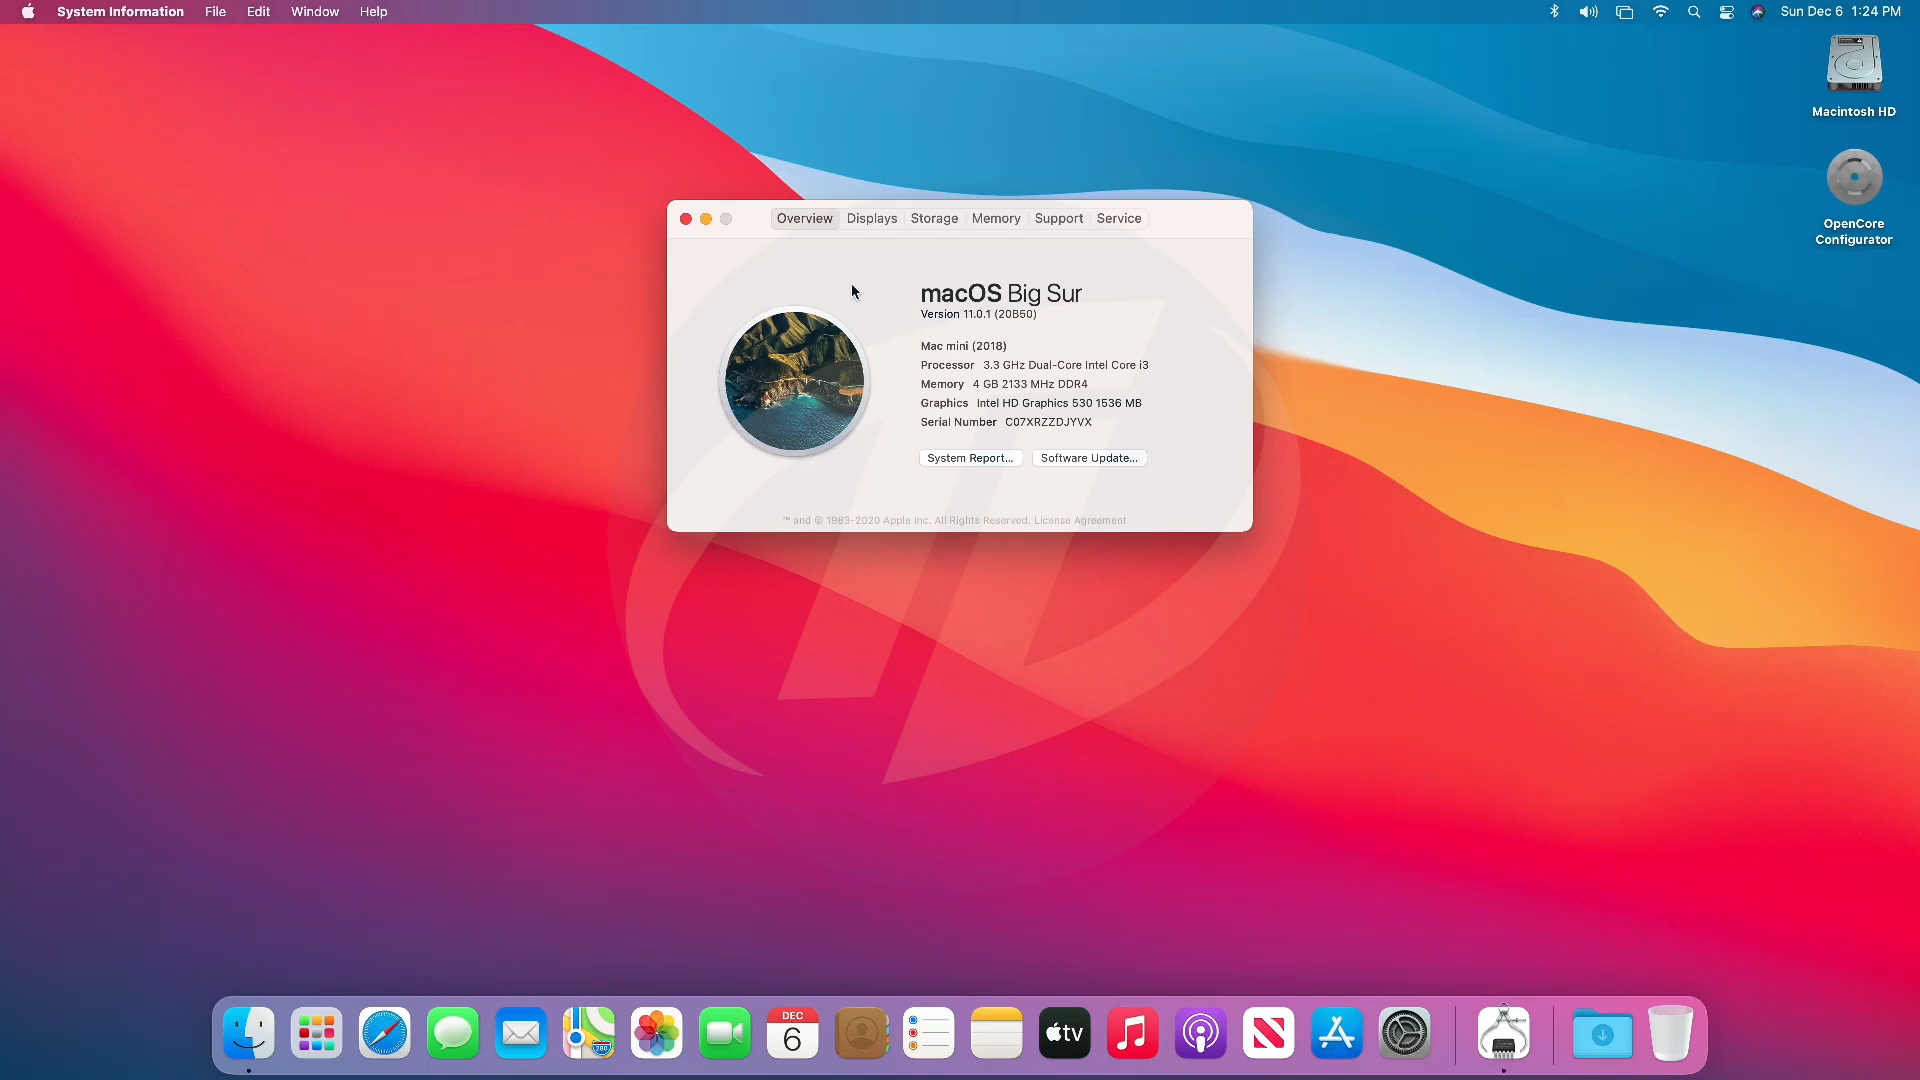 System Information File Edit Window Help
Sun Dec 6 1:24 PM
Macintosh HD
OpenCore
Configurator
Overview Displays Storage Memory Support Service
macOS Big Sur
Version 11.0.1 (20B50)
Mac mini (2018)
Processor 3.3 GHz Dual-Core Intel Core i3
Memory 4 GB 2133 MHz DDR4
Graphics Intel HD Graphics 530 1536 MB
Serial Number C07XRZZDJYVX
System Report...
Software Update...
™ and © 1983-2020 Apple Inc. All Rights Reserved. License Agreement
280
DEC
6
tv